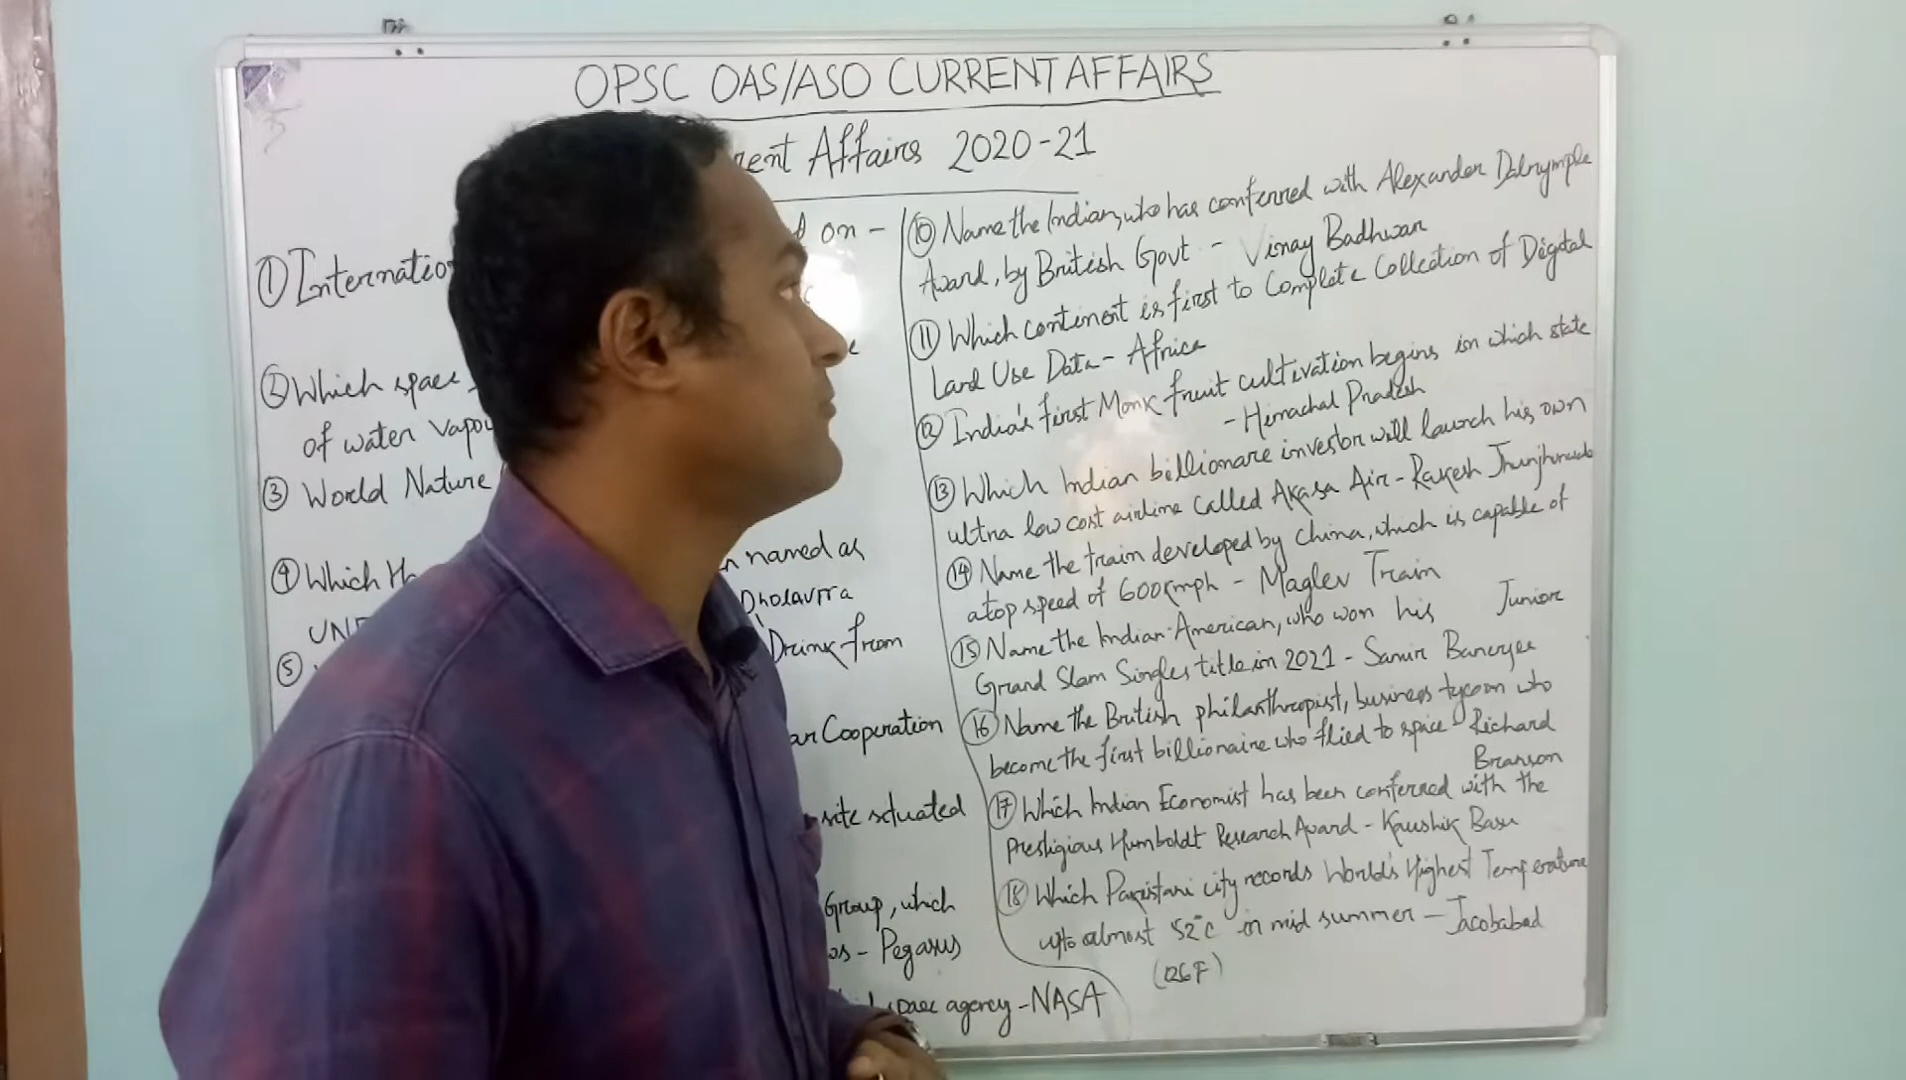 OPSC OAS/ASO CURRENT AFFAIRS
Affairs 2020-21
on -
① Internatio
② Which space
of water vapou
③ World Nature
④ Which
⑤
named as
Dholavira
Drink from
Cooperation
site situated
Group, which
- Pegasus
agency - NASA
⑩ Name the Indian, who has conferred with Alexander Dalrymple
Award, by British Govt - Vinay Badhwar
⑪ Which continent is first to Complete Collection of Digital
Land Use Data - Africa
⑫ India's first Monk fruit cultivation begins in which state
- Himachal Pradesh
⑬ Which Indian billionare investor will launch his own
ultra low cost airline called Akasa Air - Rakesh Jhunjhunwala
⑭ Name the train developed by China, which is capable of
atop speed of 600kmph - Maglev Train
⑮ Name the Indian-American, who won his Junior
Grand Slam Singles title in 2021 - Samir Banerjee
⑯ Name the British philanthropist, business tycoon who
become the first billionaire who flied to space - Richard
Branson
⑰ Which Indian Economist has been conferred with the
Prestigious Humboldt Research Award - Kaushik Basu
⑱ Which Pakistani city records World's Highest Temperature
upto almost 52°C in mid summer - Jacobabad
(126F)